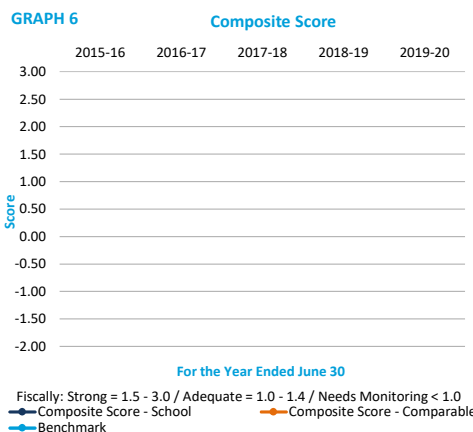 GRAPH 6
Composite Score
2015-16 2016-17 2017-18 2018-19 2019-20
3.00
2.50
2.00
1.50
1.00
0.50
0.00
-0.50
-1.00
-1.50
-2.00
Score
For the Year Ended June 30
Fiscally: Strong = 1.5 - 3.0 / Adequate = 1.0 - 1.4 / Needs Monitoring < 1.0
Composite Score - School Composite Score - Comparable
Benchmark